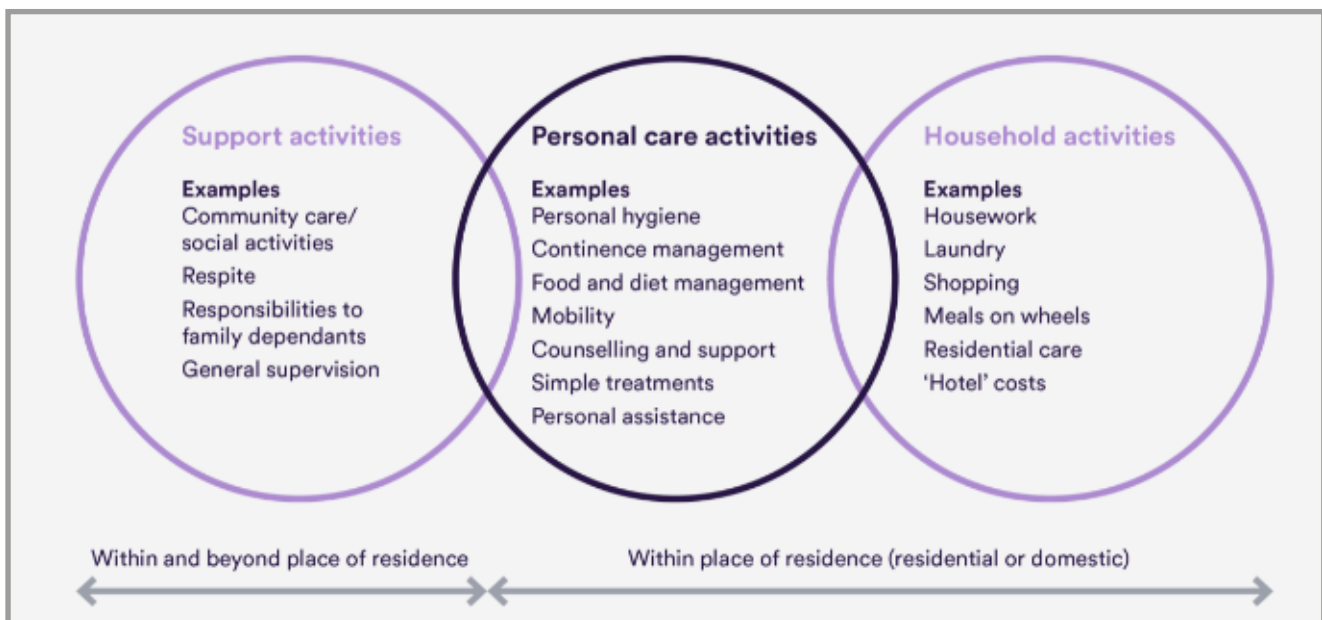 Support activities
Examples
Community care/
social activities
Respite
Responsibilities to
family dependants
General supervision
Personal care activities
Examples
Personal hygiene
Continence management
Food and diet management
Mobility
Counselling and support
Simple treatments
Personal assistance
Household activities
Examples
Housework
Laundry
Shopping
Meals on wheels
Residential care
‘Hotel’ costs
Within and beyond place of residence
Within place of residence (residential or domestic)